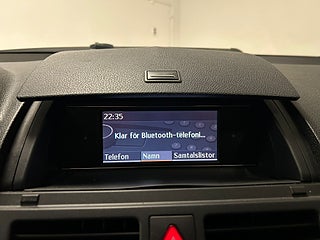 22:35
Klar för Bluetooth-telefoni...
Telefon Namn Samtalslistor